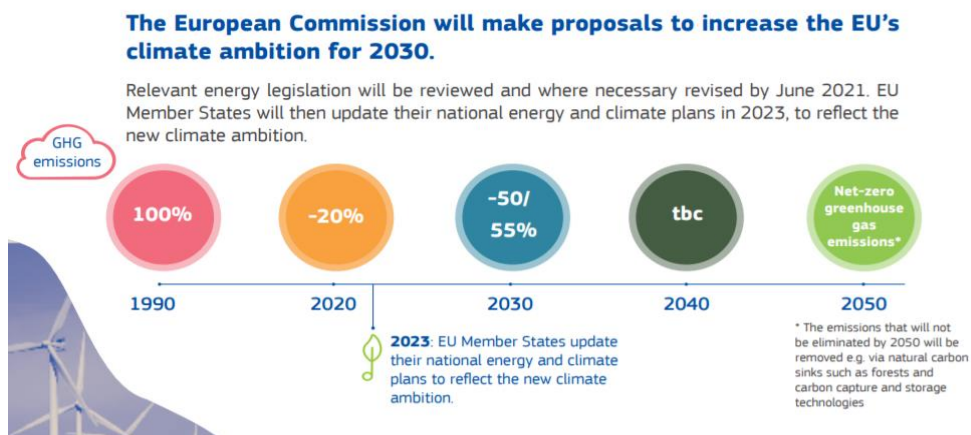 The European Commission will make proposals to increase the EU's
climate ambition for 2030.
Relevant energy legislation will be reviewed and where necessary revised by June 2021. EU
Member States will then update their national energy and climate plans in 2023, to reflect the
new climate ambition.
GHG
emissions
100%
-20%
-50/
55%
tbc
Net-zero
greenhouse
gas
emissions*
1990
2020
2030
2040
2050
2023: EU Member States update
their national energy and climate
plans to reflect the new climate
ambition.
* The emissions that will not
be eliminated by 2050 will be
removed e.g. via natural carbon
sinks such as forests and
carbon capture and storage
technologies